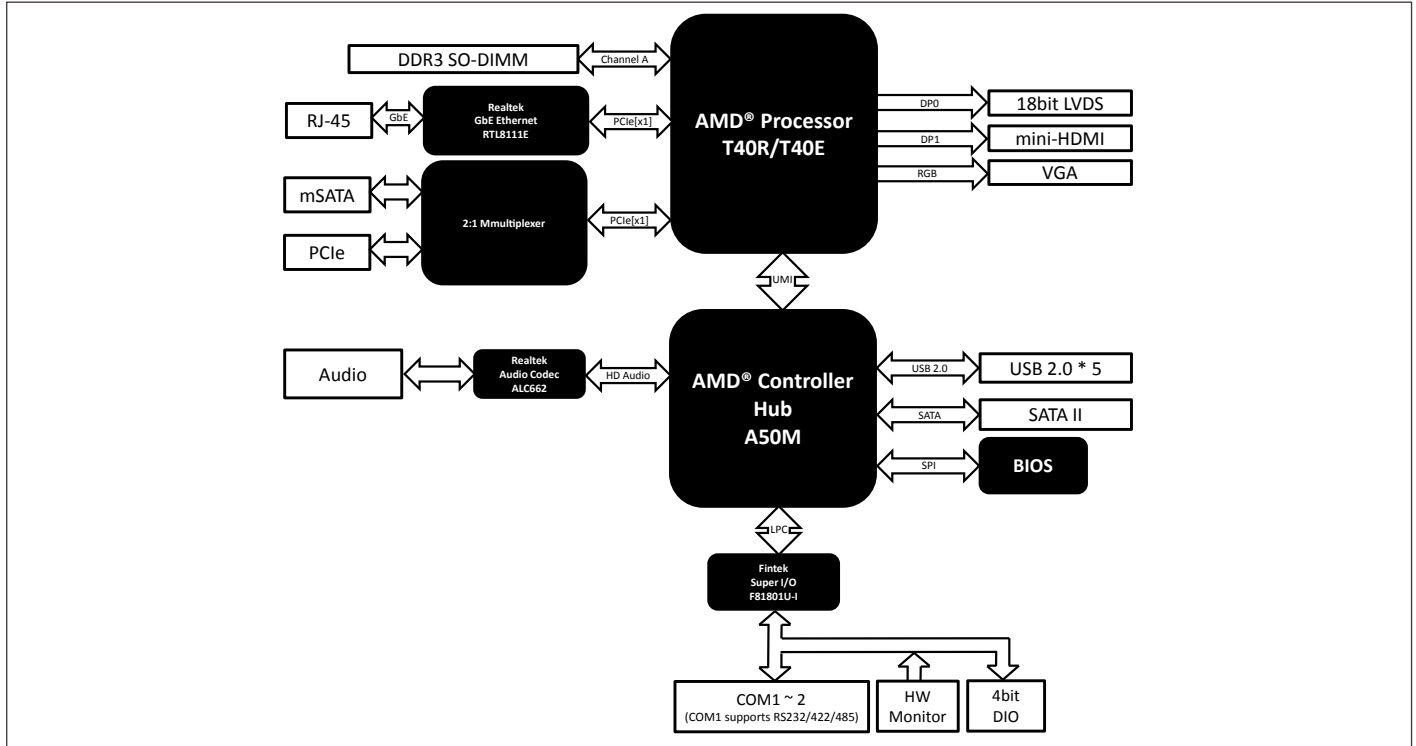 DDR3 SO-DIMM
Channel A
RJ-45
GbE
Realtek
GbE Ethernet
RTL8111E
PCIe[x1]
mSATA
PCIe
2:1 Mmultiplexer
PCIe[x1]
AMD® Processor
T40R/T40E
DP0
18bit LVDS
DP1
mini-HDMI
RGB
VGA
UMI
Audio
Realtek
Audio Codec
ALC662
HD Audio
AMD® Controller
Hub
A50M
USB 2.0
USB 2.0 * 5
SATA
SATA II
SPI
BIOS
LPC
Fintek
Super I/O
F81801U-I
COM1 ~ 2
(COM1 supports RS232/422/485)
HW
Monitor
4bit
DIO